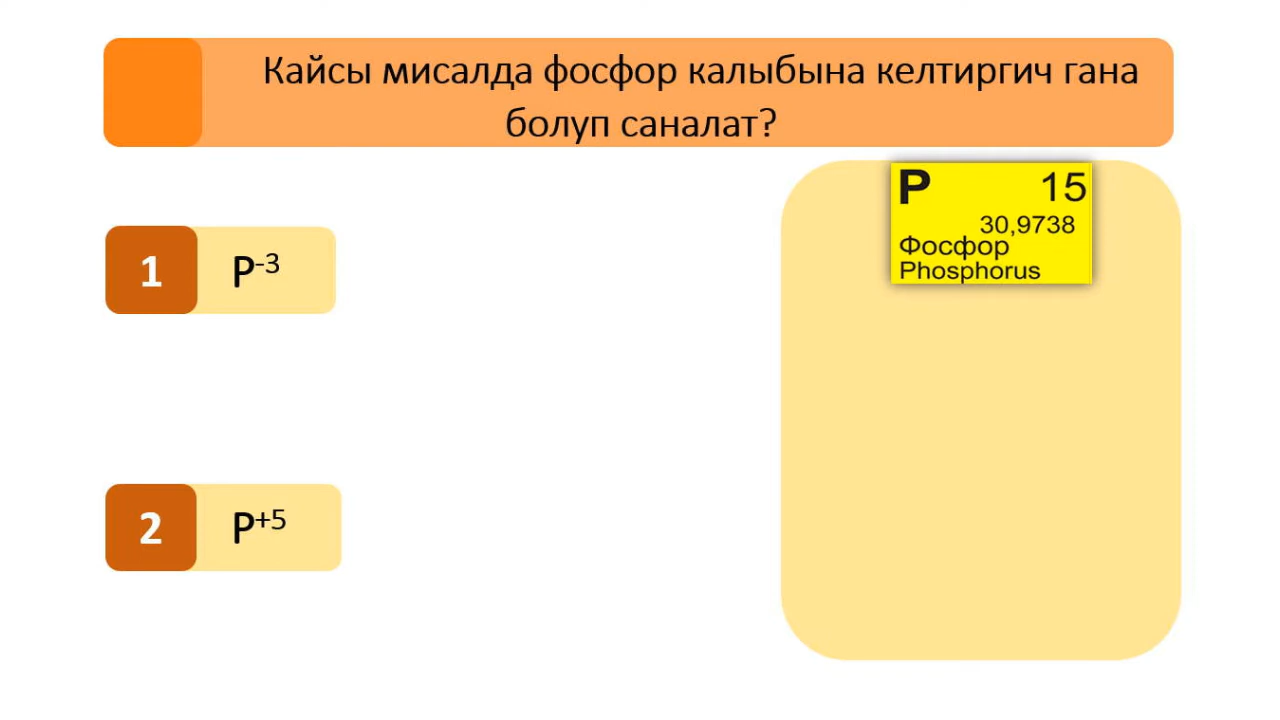 Кайсы мисалда фосфор калыбына келтиргич гана
болуп саналат?
1 P-3
2 P+5
P 15
30,9738
Фосфор
Phosphorus